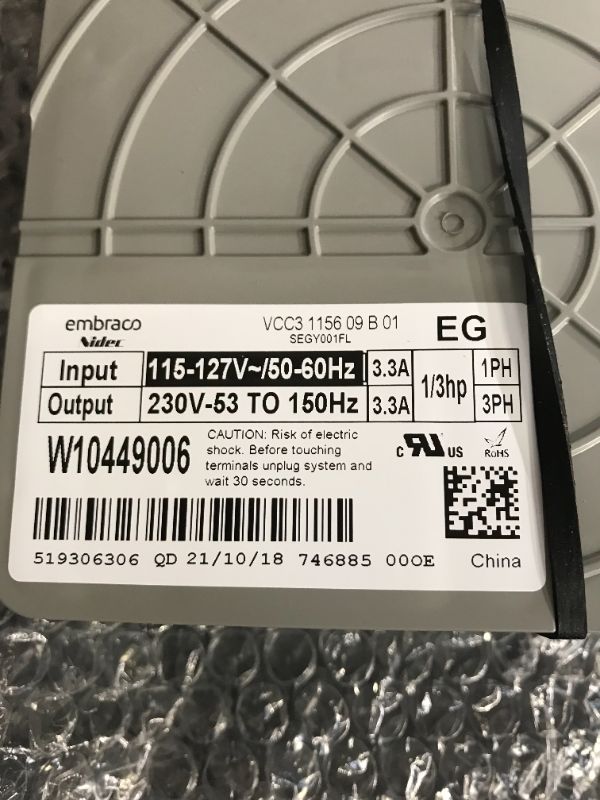 embraco
Nidec
VCC3 1156 09 B 01
SEGY001FL
EG
Input 115-127V~/50-60Hz 3.3A 1/3hp 1PH
Output 230V-53 TO 150Hz 3.3A 3PH
W10449006
CAUTION: Risk of electric
shock. Before touching
terminals unplug system and
wait 30 seconds.
c RU US
RoHS
519306306 QD 21/10/18 746885 000E
China